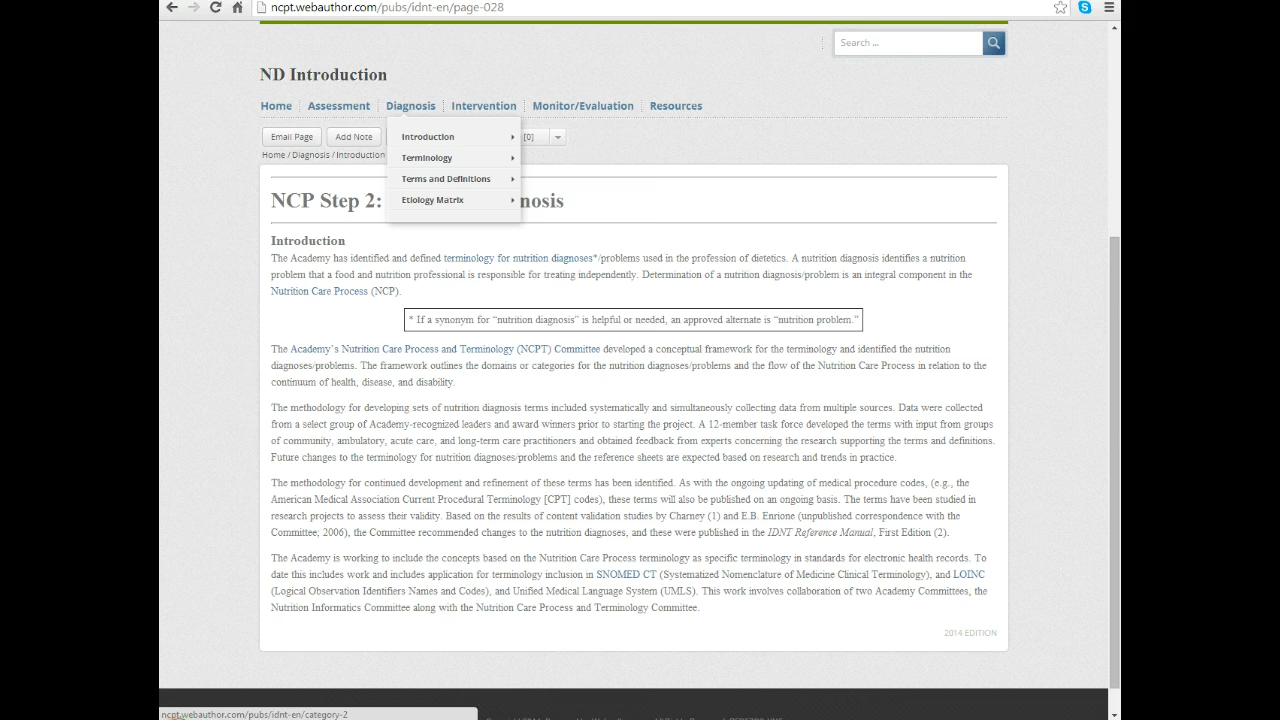 ncpt.webauthor.com/pubs/idnt-en/page-028
Search ...
ND Introduction
Home Assessment Diagnosis Intervention Monitor/Evaluation Resources
Email Page Add Note [0]
Home / Diagnosis / Introduction
Introduction
Terminology
Terms and Definitions
Etiology Matrix
NCP Step 2: nosis
Introduction
The Academy has identified and defined terminology for nutrition diagnoses*/problems used in the profession of dietetics. A nutrition diagnosis identifies a nutrition
problem that a food and nutrition professional is responsible for treating independently. Determination of a nutrition diagnosis/problem is an integral component in the
Nutrition Care Process (NCP).
* If a synonym for “nutrition diagnosis” is helpful or needed, an approved alternate is “nutrition problem.”
The Academy’s Nutrition Care Process and Terminology (NCPT) Committee developed a conceptual framework for the terminology and identified the nutrition
diagnoses/problems. The framework outlines the domains or categories for the nutrition diagnoses/problems and the flow of the Nutrition Care Process in relation to the
continuum of health, disease, and disability.
The methodology for developing sets of nutrition diagnosis terms included systematically and simultaneously collecting data from multiple sources. Data were collected
from a select group of Academy-recognized leaders and award winners prior to starting the project. A 12-member task force developed the terms with input from groups
of community, ambulatory, acute care, and long-term care practitioners and obtained feedback from experts concerning the research supporting the terms and definitions.
Future changes to the terminology for nutrition diagnoses/problems and the reference sheets are expected based on research and trends in practice.
The methodology for continued development and refinement of these terms has been identified. As with the ongoing updating of medical procedure codes, (e.g., the
American Medical Association Current Procedural Terminology [CPT] codes), these terms will also be published on an ongoing basis. The terms have been studied in
research projects to assess their validity. Based on the results of content validation studies by Charney (1) and E.B. Enrione (unpublished correspondence with the
Committee; 2006), the Committee recommended changes to the nutrition diagnoses, and these were published in the IDNT Reference Manual, First Edition (2).
The Academy is working to include the concepts based on the Nutrition Care Process terminology as specific terminology in standards for electronic health records. To
date this includes work and includes application for terminology inclusion in SNOMED CT (Systematized Nomenclature of Medicine Clinical Terminology), and LOINC
(Logical Observation Identifiers Names and Codes), and Unified Medical Language System (UMLS). This work involves collaboration of two Academy Committees, the
Nutrition Informatics Committee along with the Nutrition Care Process and Terminology Committee.
2014 EDITION
ncpt.webauthor.com/pubs/idnt-en/category-2